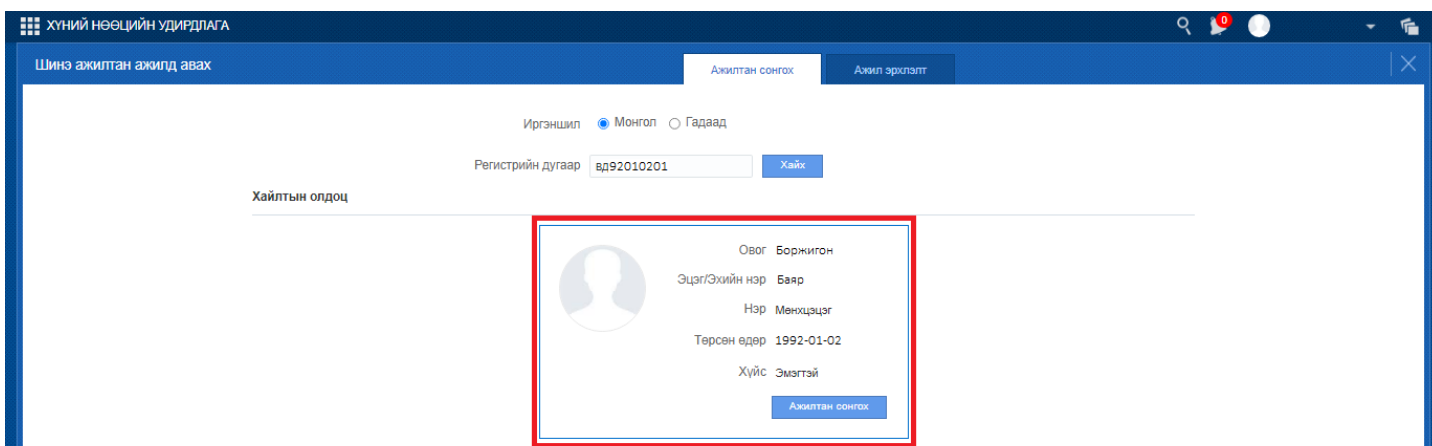 ХҮНИЙ НӨӨЦИЙН УДИРДЛАГА
0
Шинэ ажилтан ажилд авах
Ажилтан сонгох
Ажил эрхлэлт
Иргэншил Монгол Гадаад
Регистрийн дугаар вд92010201 Хайх
Хайлтын олдоц
Овог Боржигон
Эцэг/Эхийн нэр Баяр
Нэр Мөнхцэцэг
Төрсөн өдөр 1992-01-02
Хүйс Эмэгтэй
Ажилтан сонгох